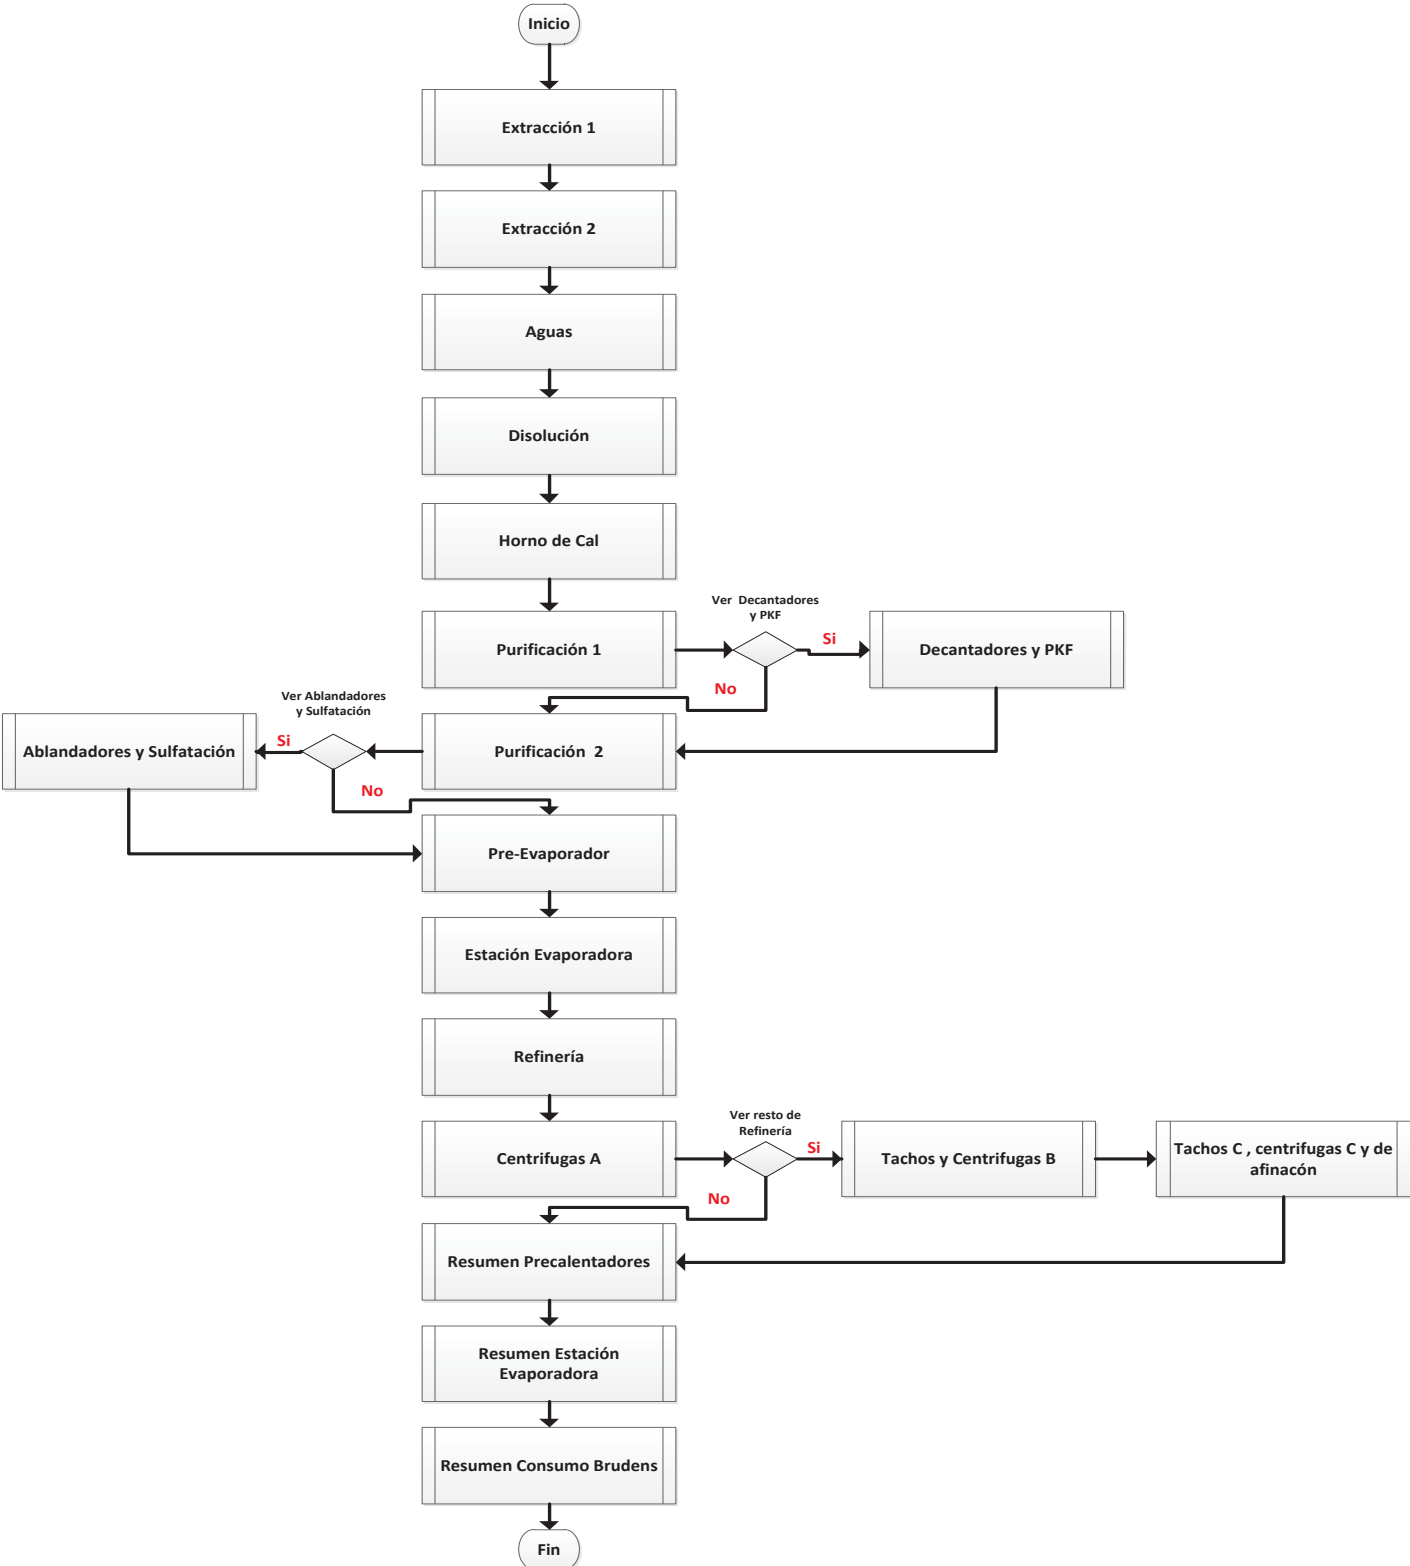 Inicio
Extracción 1
Extracción 2
Aguas
Disolución
Horno de Cal
Ver  Decantadores
y PKF
Purificación 1
Si
Decantadores y PKF
No
Ver Ablandadores
y Sulfatación
Ablandadores y Sulfatación
Si
Purificación  2
No
Pre-Evaporador
Estación Evaporadora
Refinería
Ver resto de
Refinería
Centrifugas A
Si
Tachos y Centrifugas B
Tachos C , centrifugas C y de
afinacón
No
Resumen Precalentadores
Resumen Estación
Evaporadora
Resumen Consumo Brudens
Fin